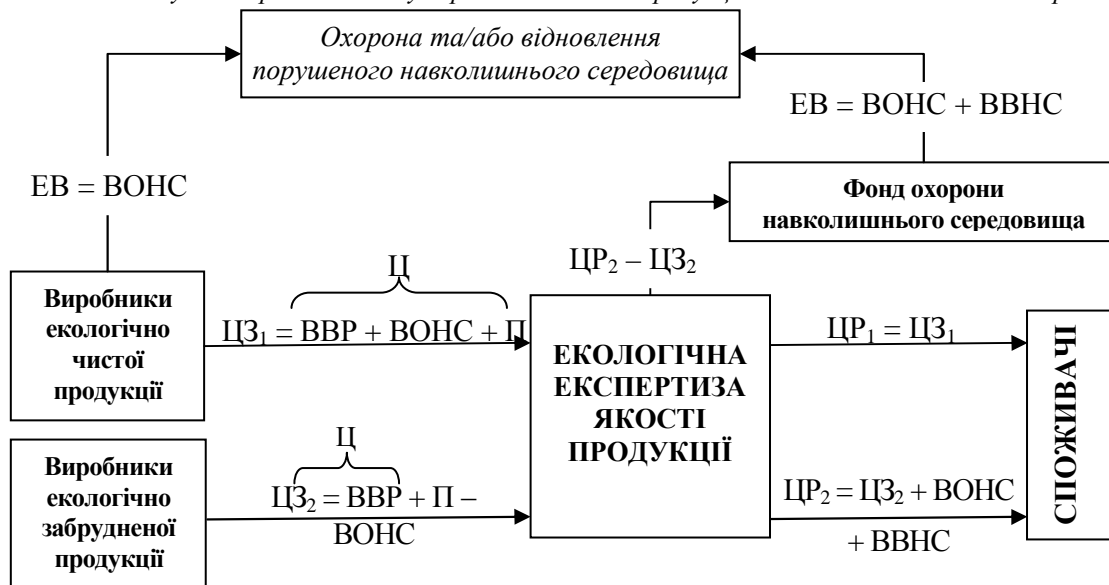 Охорона та/або відновлення
порушеного навколишнього середовища
ЕВ = ВОНС
ЕВ = ВОНС + ВВНС
Фонд охорони
навколишнього середовища
ЦР₂ – ЦЗ₂
Виробники
екологічно
чистої
продукції
Ц
ЦЗ₁ = ВВР + ВОНС + П
ЕКОЛОГІЧНА
ЕКСПЕРТИЗА
ЯКОСТІ
ПРОДУКЦІЇ
ЦР₁ = ЦЗ₁
СПОЖИВАЧІ
Виробники
екологічно
забрудненої
продукції
Ц
ЦЗ₂ = ВВР + П –
ВОНС
ЦР₂ = ЦЗ₂ + ВОНС
+ ВВНС